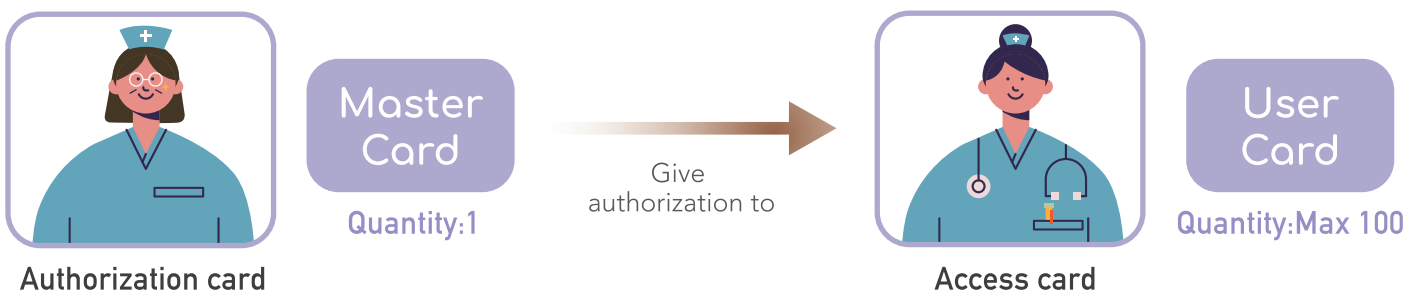 Master
Card
Quantity:1
Authorization card
Give
authorization to
User
Card
Quantity:Max 100
Access card